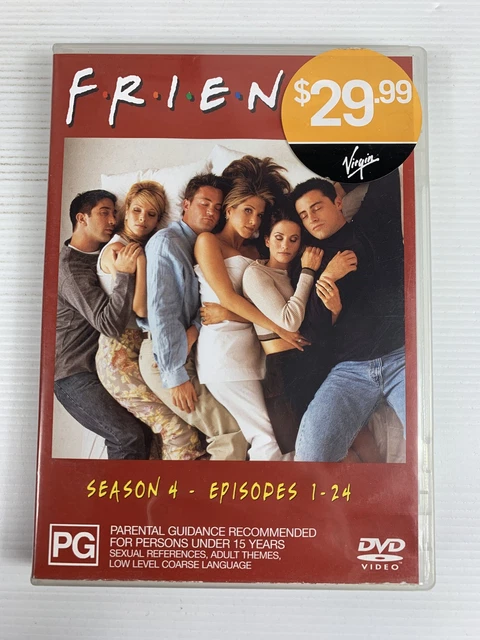 F·R·I·E·N
$29.99
Virgin
SEASON 4 - EPISODES 1-24
PG
PARENTAL GUIDANCE RECOMMENDED
FOR PERSONS UNDER 15 YEARS
SEXUAL REFERENCES, ADULT THEMES,
LOW LEVEL COARSE LANGUAGE
DVD
VIDEO